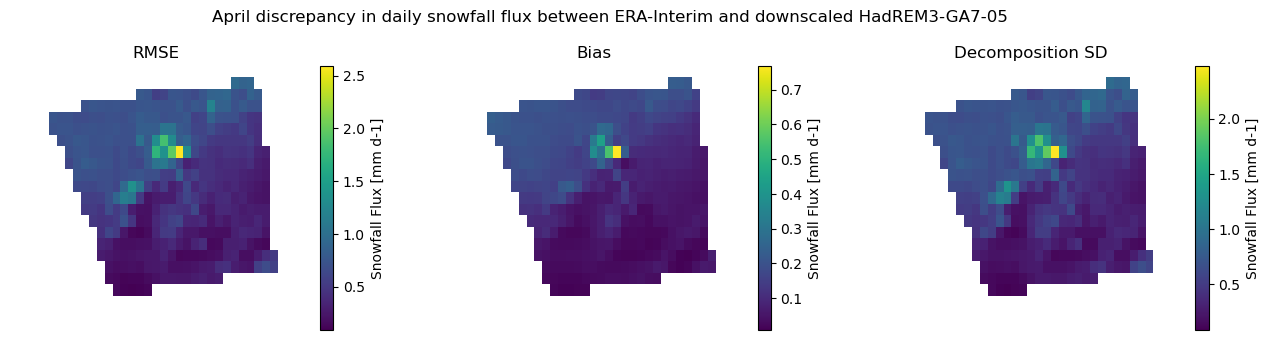 April discrepancy in daily snowfall flux between ERA-Interim and downscaled HadREM3-GA7-05
RMSE
2.5
2.0
1.5
1.0
0.5
Snowfall Flux [mm d-1]
Bias
0.7
0.6
0.5
0.4
0.3
0.2
0.1
Snowfall Flux [mm d-1]
Decomposition SD
2.0
1.5
1.0
0.5
Snowfall Flux [mm d-1]